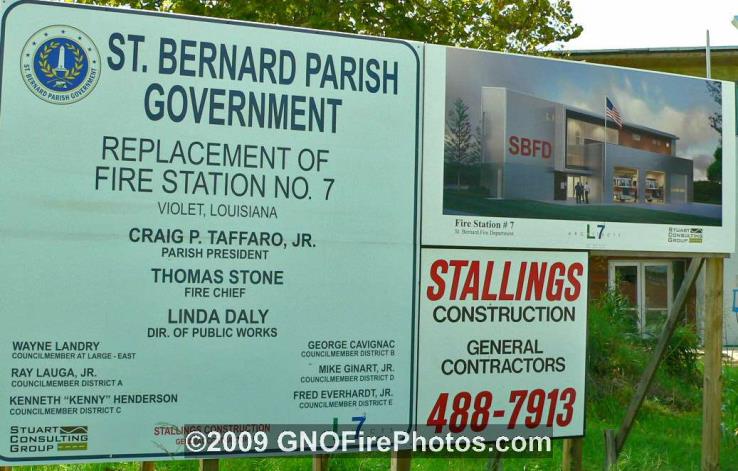 ST. BERNARD PARISH GOVERNMENT
ST. BERNARD PARISH
GOVERNMENT
REPLACEMENT OF
FIRE STATION NO. 7
VIOLET, LOUISIANA
CRAIG P. TAFFARO, JR.
PARISH PRESIDENT
THOMAS STONE
FIRE CHIEF
LINDA DALY
DIR. OF PUBLIC WORKS
WAYNE LANDRY
COUNCILMEMBER AT LARGE - EAST
RAY LAUGA, JR.
COUNCILMEMBER DISTRICT A
KENNETH "KENNY" HENDERSON
COUNCILMEMBER DISTRICT C
GEORGE CAVIGNAC
COUNCILMEMBER DISTRICT B
MIKE GINART, JR.
COUNCILMEMBER DISTRICT D
FRED EVERHARDT, JR.
COUNCILMEMBER DISTRICT E
STUART
CONSULTING
GROUP
STALLINGS CONSTRUCTION
L7
SBFD
Fire Station # 7
St. Bernard Fire Department
L7
STUART
CONSULTING
GROUP
STALLINGS
CONSTRUCTION
GENERAL
CONTRACTORS
488-7913
©2009 GNOFirePhotos.com